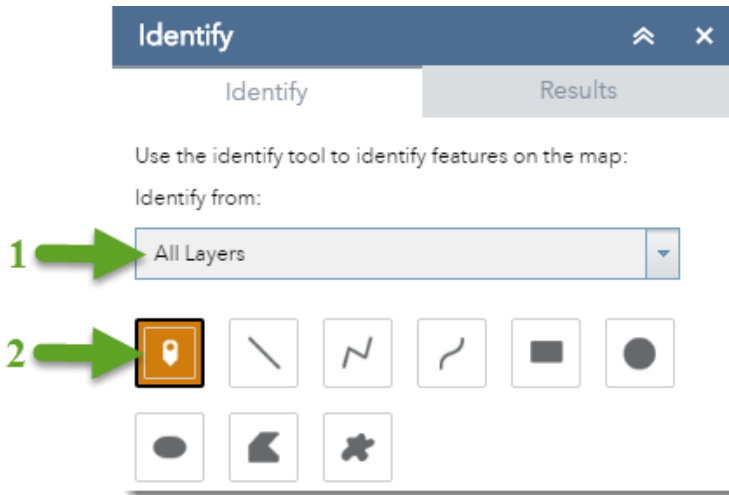 Identify
Identify Results
Use the identify tool to identify features on the map:
Identify from:
1 All Layers
2